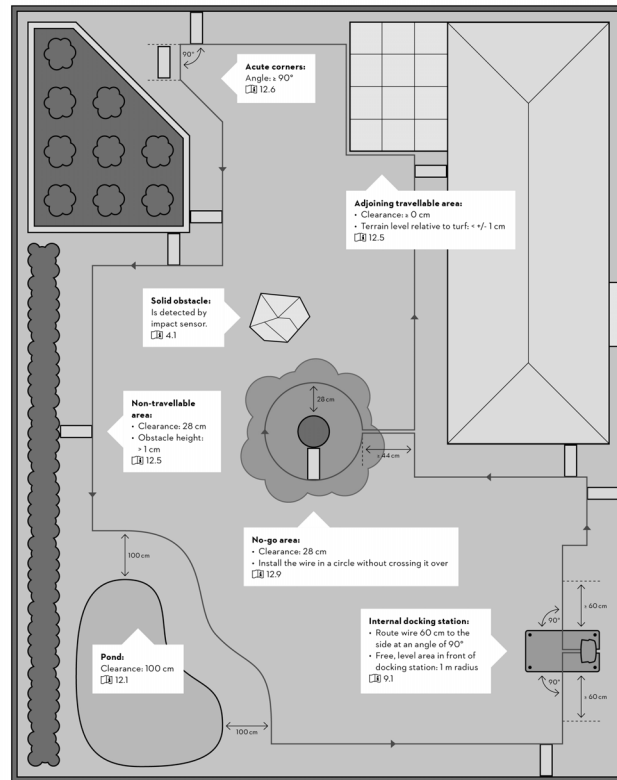 90°
Acute corners:
Angle: ≥ 90°
12.6
Adjoining travellable area:
• Clearance: ≥ 0 cm
• Terrain level relative to turf: < +/- 1 cm
12.5
Solid obstacle:
Is detected by
impact sensor.
4.1
28 cm
Non-travellable
area:
• Clearance: 28 cm
• Obstacle height:
> 1 cm
12.5
≥ 44 cm
No-go area:
• Clearance: 28 cm
• Install the wire in a circle without crossing it over
12.9
100 cm
Internal docking station:
• Route wire 60 cm to the
side at an angle of 90°
• Free, level area in front of
docking station: 1 m radius
9.1
90°
≥ 60 cm
Pond:
Clearance: 100 cm
12.1
90°
≥ 60 cm
100 cm